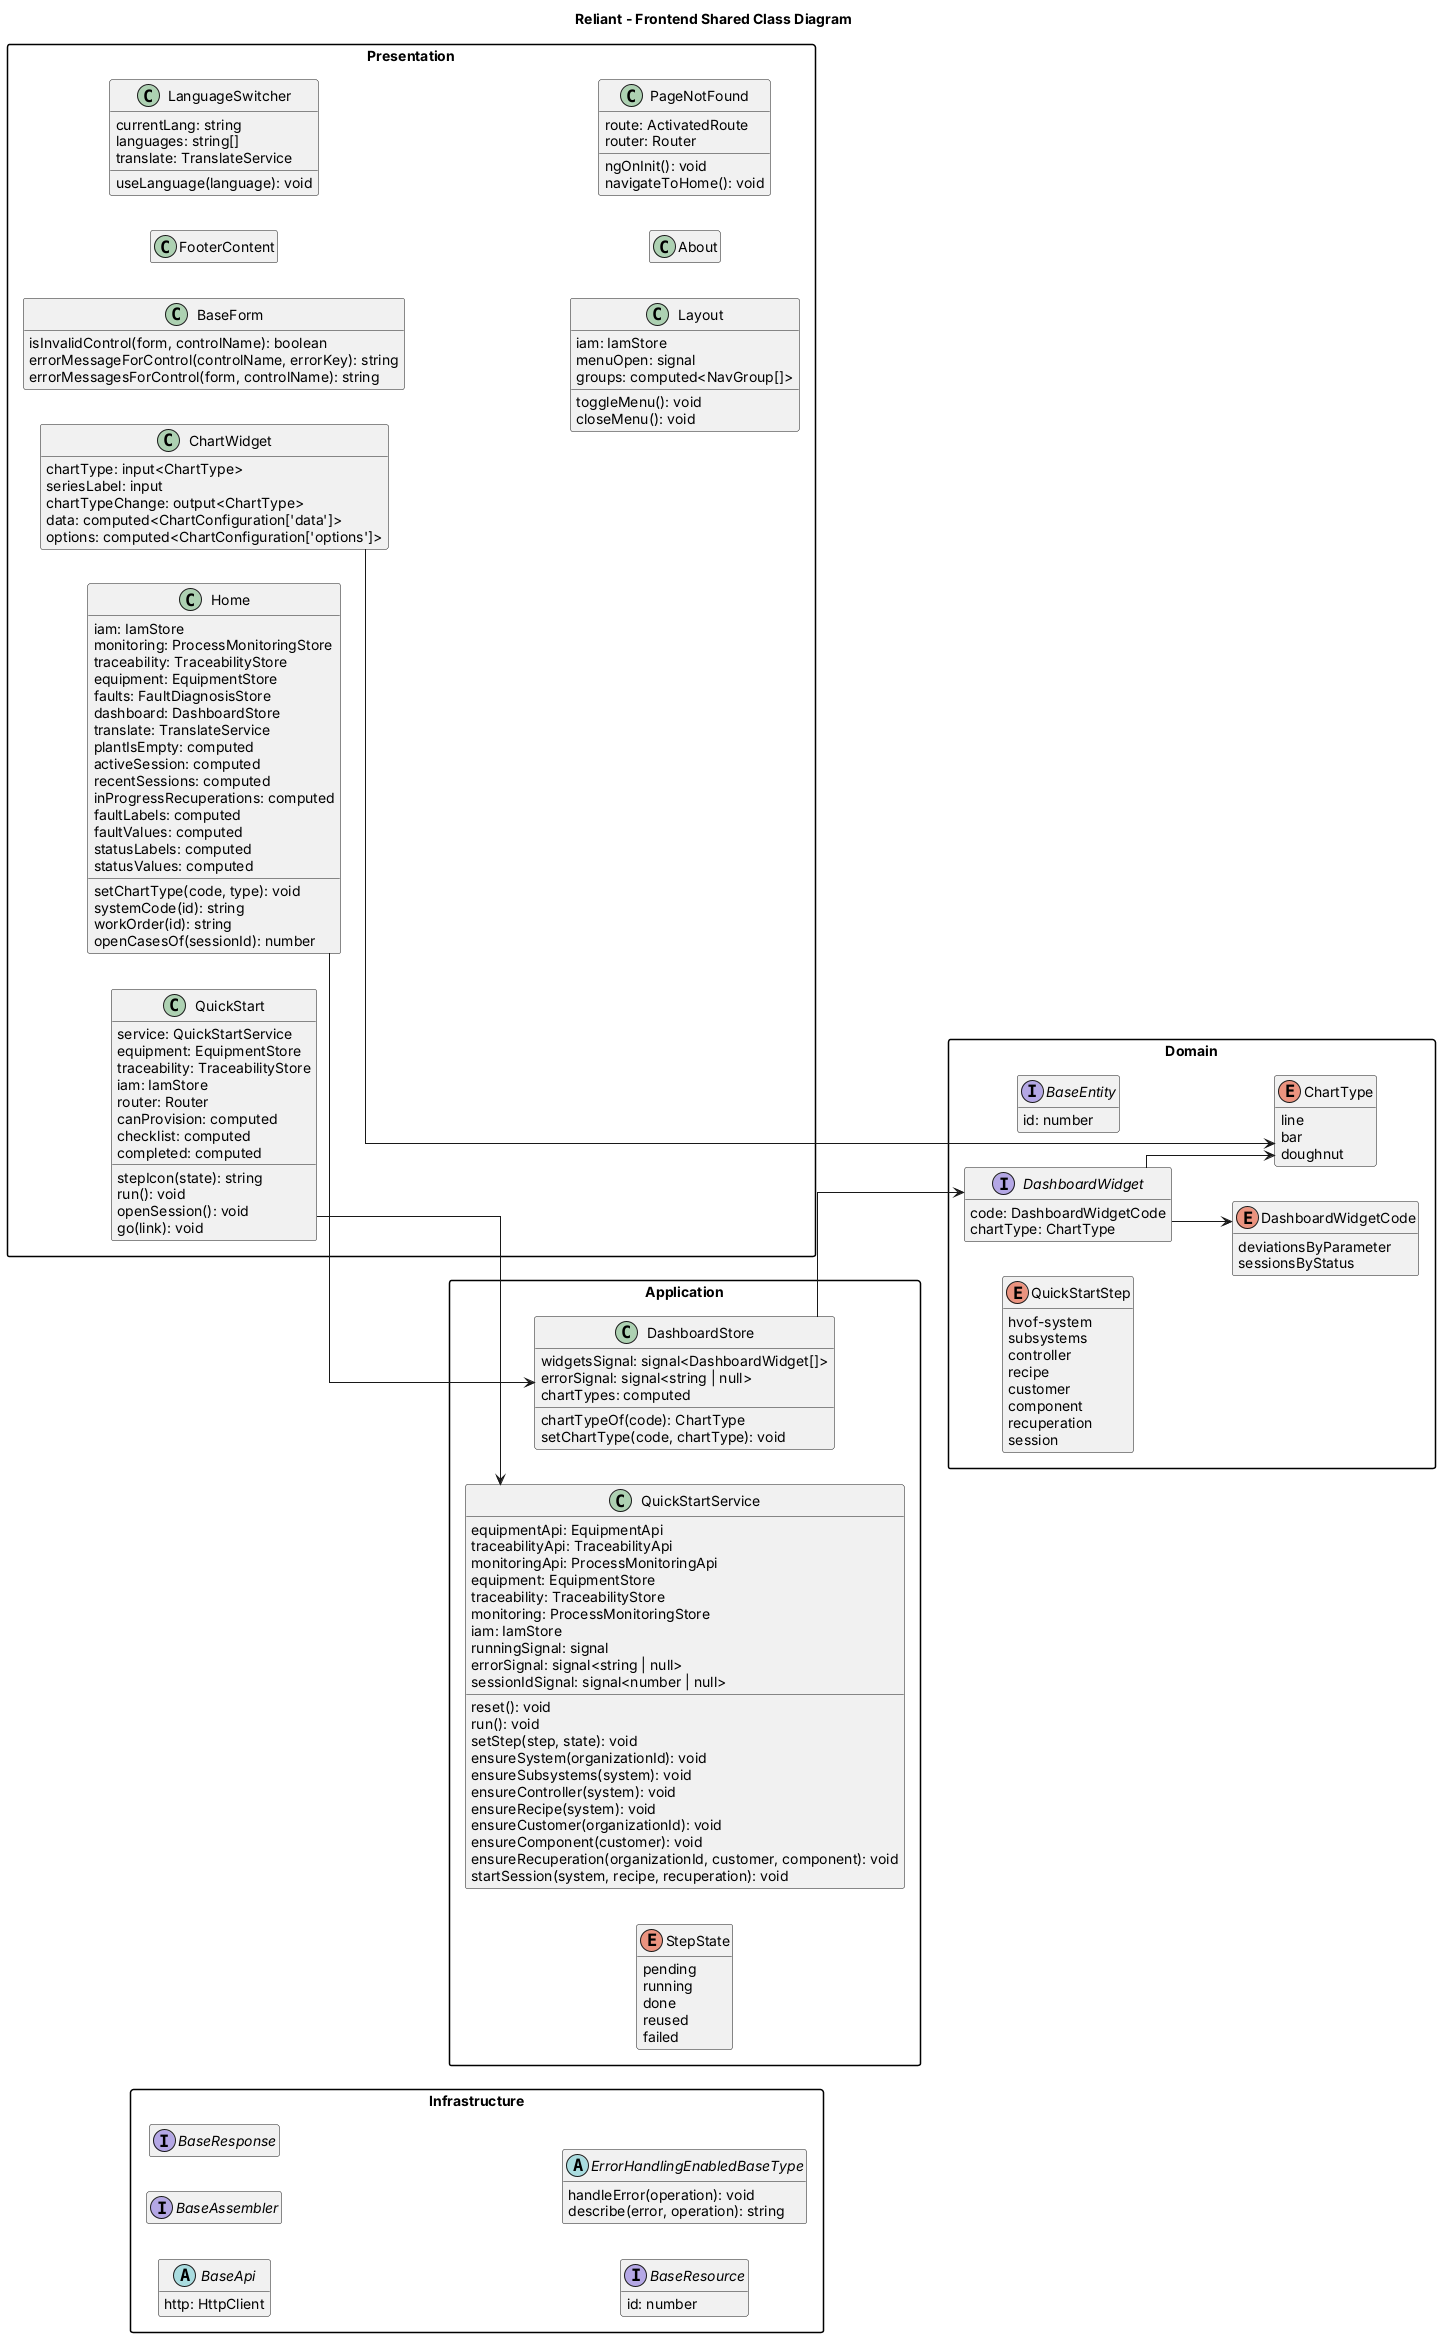 Reliant - Frontend Shared Class Diagram
Presentation
C LanguageSwitcher
currentLang: string
languages: string[]
translate: TranslateService
useLanguage(language): void
C PageNotFound
route: ActivatedRoute
router: Router
ngOnInit(): void
navigateToHome(): void
C FooterContent
C About
C BaseForm
isInvalidControl(form, controlName): boolean
errorMessageForControl(controlName, errorKey): string
errorMessagesForControl(form, controlName): string
C Layout
iam: IamStore
menuOpen: signal
groups: computed<NavGroup[]>
toggleMenu(): void
closeMenu(): void
C ChartWidget
chartType: input<ChartType>
seriesLabel: input
chartTypeChange: output<ChartType>
data: computed<ChartConfiguration['data']>
options: computed<ChartConfiguration['options']>
C Home
iam: IamStore
monitoring: ProcessMonitoringStore
traceability: TraceabilityStore
equipment: EquipmentStore
faults: FaultDiagnosisStore
dashboard: DashboardStore
translate: TranslateService
plantIsEmpty: computed
activeSession: computed
recentSessions: computed
inProgressRecuperations: computed
faultLabels: computed
faultValues: computed
statusLabels: computed
statusValues: computed
setChartType(code, type): void
systemCode(id): string
workOrder(id): string
openCasesOf(sessionId): number
C QuickStart
service: QuickStartService
equipment: EquipmentStore
traceability: TraceabilityStore
iam: IamStore
router: Router
canProvision: computed
checklist: computed
completed: computed
stepIcon(state): string
run(): void
openSession(): void
go(link): void
Domain
I BaseEntity
id: number
E ChartType
line
bar
doughnut
I DashboardWidget
code: DashboardWidgetCode
chartType: ChartType
E DashboardWidgetCode
deviationsByParameter
sessionsByStatus
E QuickStartStep
hvof-system
subsystems
controller
recipe
customer
component
recuperation
session
Application
C DashboardStore
widgetsSignal: signal<DashboardWidget[]>
errorSignal: signal<string | null>
chartTypes: computed
chartTypeOf(code): ChartType
setChartType(code, chartType): void
C QuickStartService
equipmentApi: EquipmentApi
traceabilityApi: TraceabilityApi
monitoringApi: ProcessMonitoringApi
equipment: EquipmentStore
traceability: TraceabilityStore
monitoring: ProcessMonitoringStore
iam: IamStore
runningSignal: signal
errorSignal: signal<string | null>
sessionIdSignal: signal<number | null>
reset(): void
run(): void
setStep(step, state): void
ensureSystem(organizationId): void
ensureSubsystems(system): void
ensureController(system): void
ensureRecipe(system): void
ensureCustomer(organizationId): void
ensureComponent(customer): void
ensureRecuperation(organizationId, customer, component): void
startSession(system, recipe, recuperation): void
E StepState
pending
running
done
reused
failed
Infrastructure
I BaseResponse
A ErrorHandlingEnabledBaseType
handleError(operation): void
describe(error, operation): string
I BaseAssembler
A BaseApi
http: HttpClient
I BaseResource
id: number